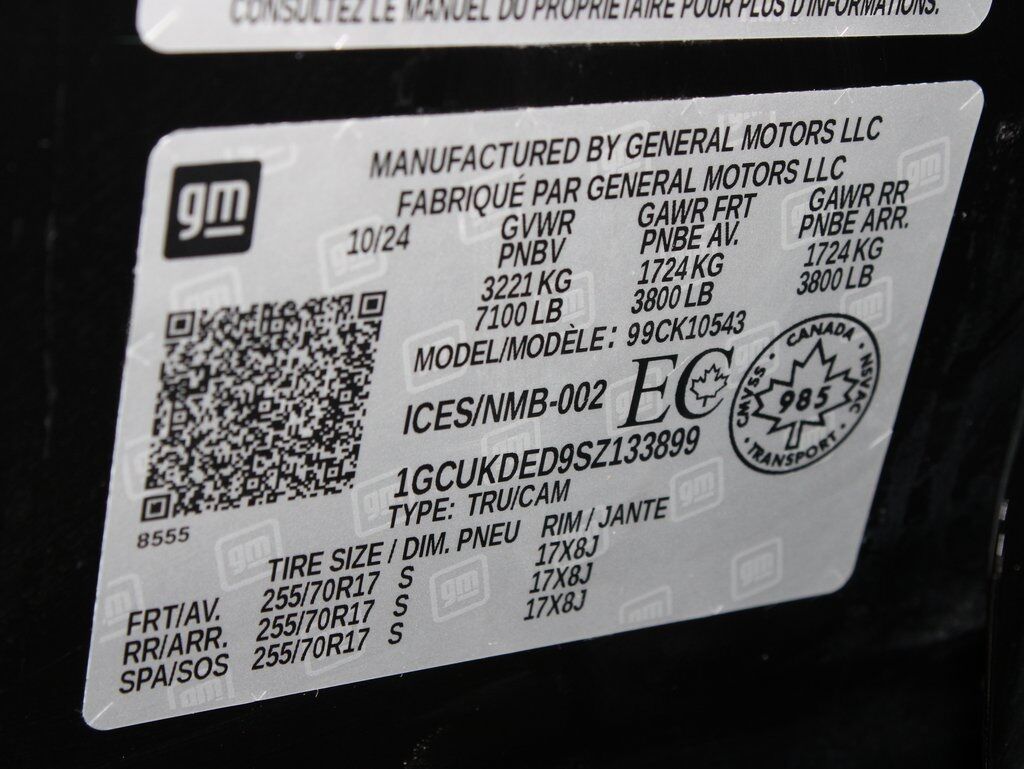 CONSULTEZ LE MANUEL DU PROPRIÉTAIRE POUR PLUS D'INFORMATIONS.
gm
MANUFACTURED BY GENERAL MOTORS LLC
FABRIQUÉ PAR GENERAL MOTORS LLC
10/24 GVWR GAWR FRT GAWR RR
PNBV PNBE AV. PNBE ARR.
3221 KG 1724 KG 1724 KG
7100 LB 3800 LB 3800 LB
MODEL/MODÈLE: 99CK10543
ICES/NMB-002 EC
CANADA
CMVSS 985 NSVAC
TRANSPORT
1GCUKDED9SZ133899
TYPE: TRU/CAM
8555
TIRE SIZE / DIM. PNEU RIM / JANTE
FRT/AV. 255/70R17 S 17X8J
RR/ARR. 255/70R17 S 17X8J
SPA/SOS 255/70R17 S 17X8J